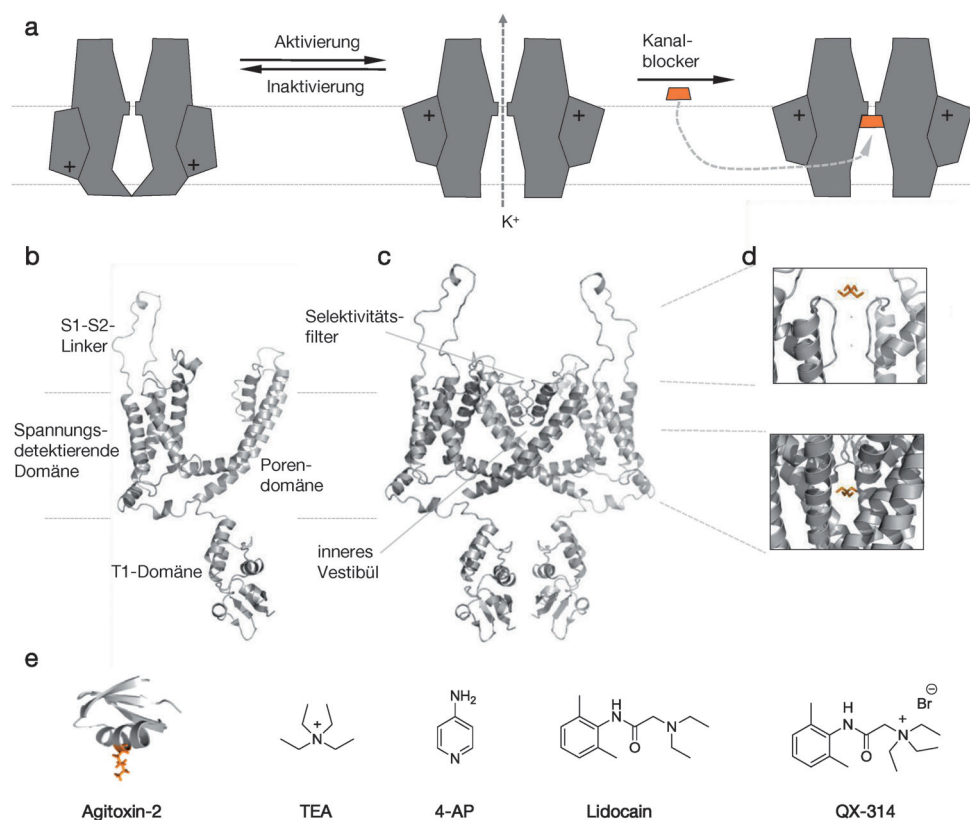 a
Aktivierung
Inaktivierung
Kanal-
blocker
+
+
+
+
+
+
K⁺
b
c
d
S1-S2-
Linker
Selektivitäts-
filter
Spannungs-
detektierende
Domäne
Poren-
domäne
T1-Domäne
inneres
Vestibül
e
N
+
NH₂
N
H
N
O
N
H
N
O
+
N
Br
⊖
Agitoxin-2
TEA
4-AP
Lidocain
QX-314